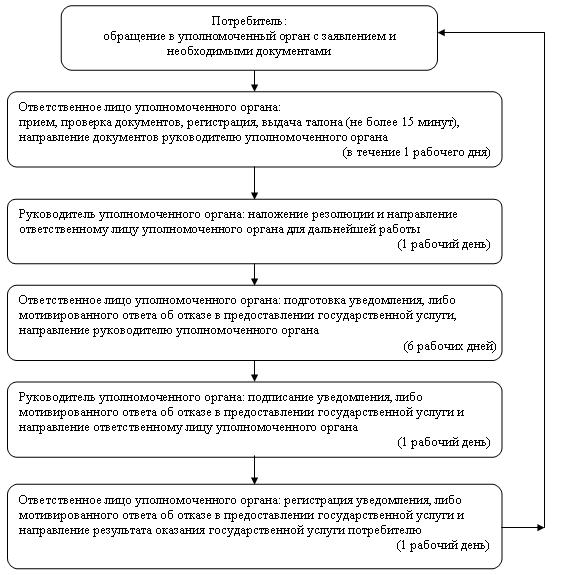 Потребитель:
обращение в уполномоченный орган с заявлением и
необходимыми документами
Ответственное лицо уполномоченного органа:
прием, проверка документов, регистрация, выдача талона (не более 15 минут),
направление документов руководителю уполномоченного органа
(в течение 1 рабочего дня)
Руководитель уполномоченного органа: наложение резолюции и направление
ответственному лицу уполномоченного органа для дальнейшей работы
(1 рабочий день)
Ответственное лицо уполномоченного органа: подготовка уведомления, либо
мотивированного ответа об отказе в предоставлении государственной услуги,
направление руководителю уполномоченного органа
(6 рабочих дней)
Руководитель уполномоченного органа: подписание уведомления, либо
мотивированного ответа об отказе в предоставлении государственной услуги и
направление ответственному лицу уполномоченного органа
(1 рабочий день)
Ответственное лицо уполномоченного органа: регистрация уведомления, либо
мотивированного ответа об отказе в предоставлении государственной услуги и
направление результата оказания государственной услуги потребителю
(1 рабочий день)